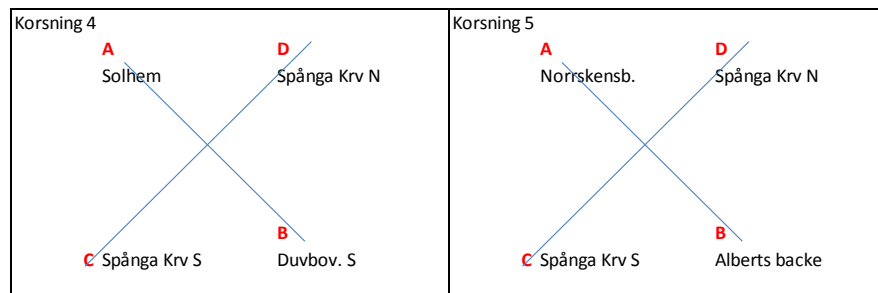 Korsning 4
A
D
Solhem
Spånga Krv N
B
C Spånga Krv S
Duvbov. S
Korsning 5
A
D
Norrskensb.
Spånga Krv N
B
C Spånga Krv S
Alberts backe